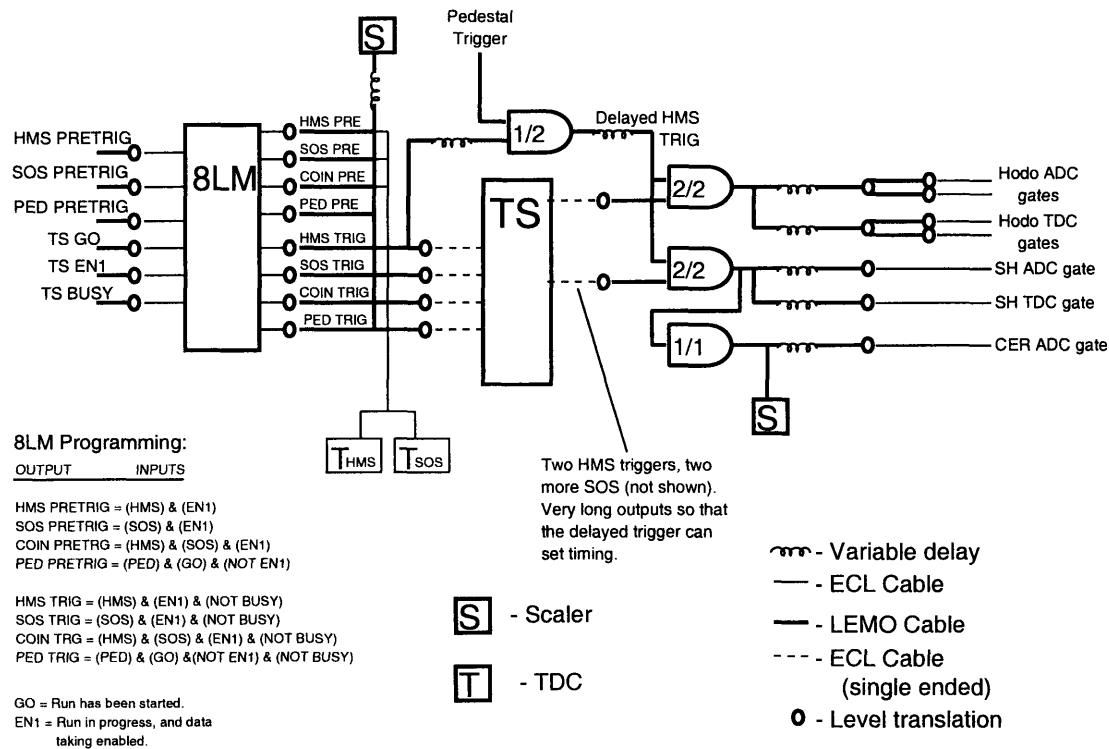 Pedestal
Trigger
S
HMS PRE
SOS PRE
COIN PRE
PED PRE
HMS TRIG
SOS TRIG
COIN TRIG
PED TRIG
HMS PRETRIG
SOS PRETRIG
PED PRETRIG
TS GO
TS EN1
TS BUSY
8LM
1/2
Delayed HMS
TRIG
TS
2/2
2/2
1/1
Hodo ADC
gates
Hodo TDC
gates
SH ADC gate
SH TDC gate
CER ADC gate
S
THMS
TSOS
Two HMS triggers, two
more SOS (not shown).
Very long outputs so that
the delayed trigger can
set timing.
8LM Programming:
OUTPUT INPUTS
HMS PRETRIG = (HMS) & (EN1)
SOS PRETRIG = (SOS) & (EN1)
COIN PRETRG = (HMS) & (SOS) & (EN1)
PED PRETRIG = (PED) & (GO) & (NOT EN1)
HMS TRIG = (HMS) & (EN1) & (NOT BUSY)
SOS TRIG = (SOS) & (EN1) & (NOT BUSY)
COIN TRG = (HMS) & (SOS) & (EN1) & (NOT BUSY)
PED TRIG = (PED) & (GO) &(NOT EN1) & (NOT BUSY)
GO = Run has been started.
EN1 = Run in progress, and data
taking enabled.
S - Scaler
T - TDC
- Variable delay
- ECL Cable
- LEMO Cable
- ECL Cable
(single ended)
- Level translation